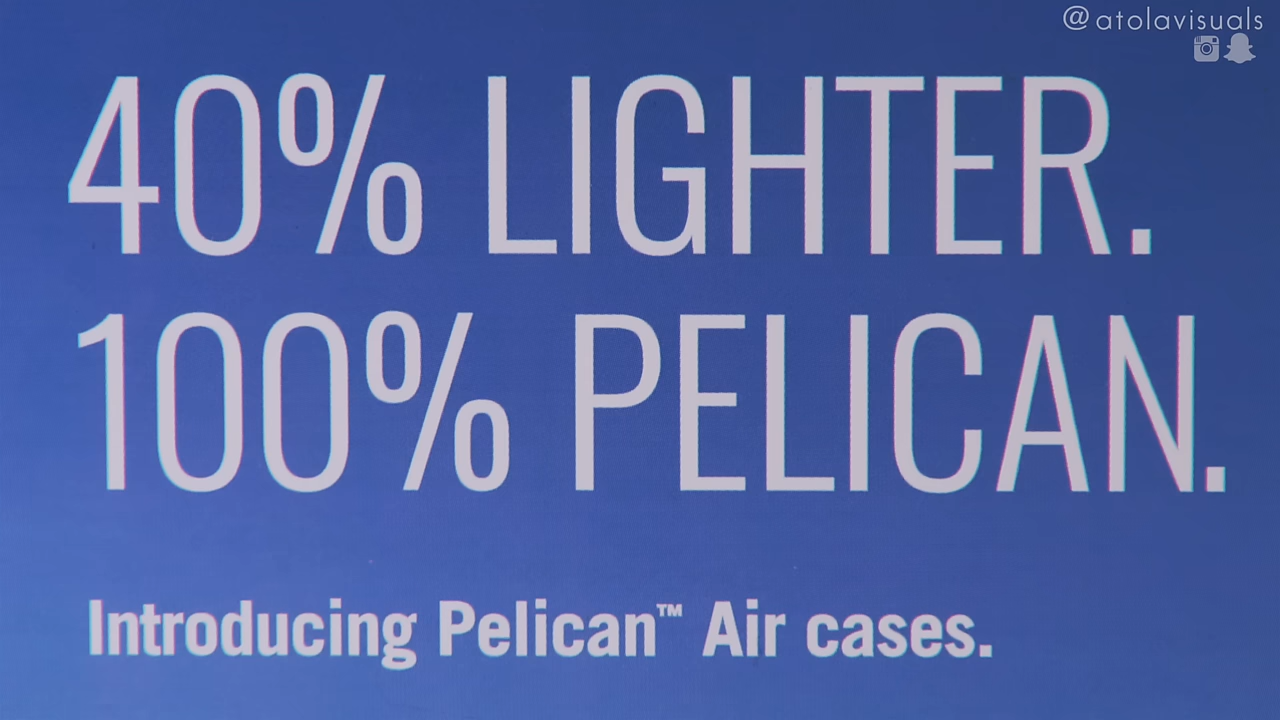 @atolavisuals
40% LIGHTER.
100% PELICAN.
Introducing Pelican™ Air cases.